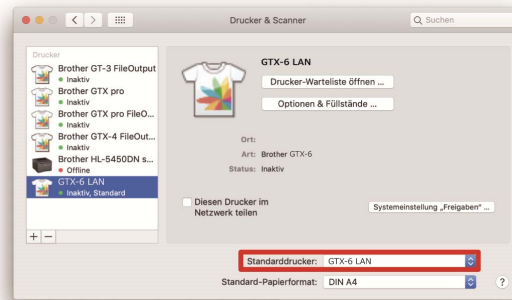 Drucker & Scanner
Suchen
Drucker
Brother GT-3 FileOutput
Inaktiv
Brother GTX pro
Inaktiv
Brother GTX pro FileO...
Inaktiv
Brother GTX-4 FileOut...
Inaktiv
Brother HL-5450DN s...
Offline
GTX-6 LAN
Inaktiv, Standard
+ −
GTX-6 LAN
Drucker-Warteliste öffnen ...
Optionen & Füllstände ...
Ort:
Art: Brother GTX-6
Status: Inaktiv
Diesen Drucker im
Netzwerk teilen
Systemeinstellung „Freigaben“ ...
Standarddrucker: GTX-6 LAN
Standard-Papierformat: DIN A4
?